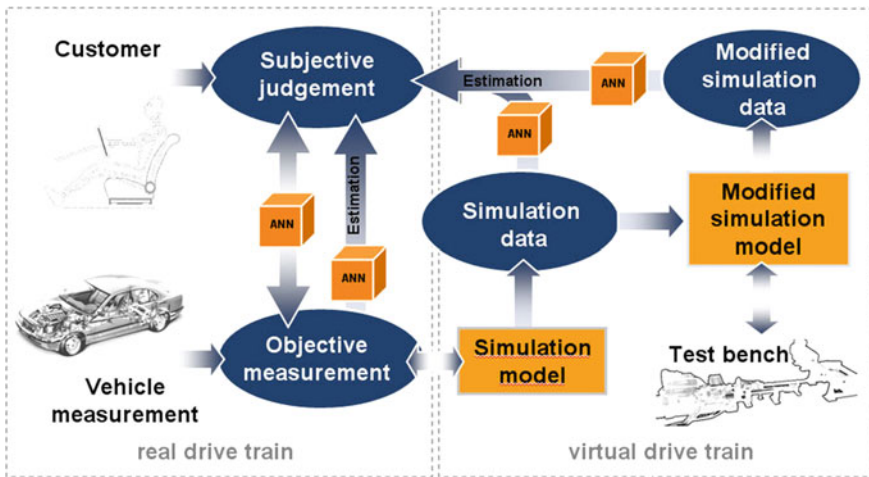 Customer
Subjective
judgement
Estimation
ANN
Modified
simulation
data
ANN
ANN
Estimation
ANN
Simulation
data
Modified
simulation
model
ANN
Objective
measurement
Simulation
model
Test bench
Vehicle
measurement
real drive train
virtual drive train